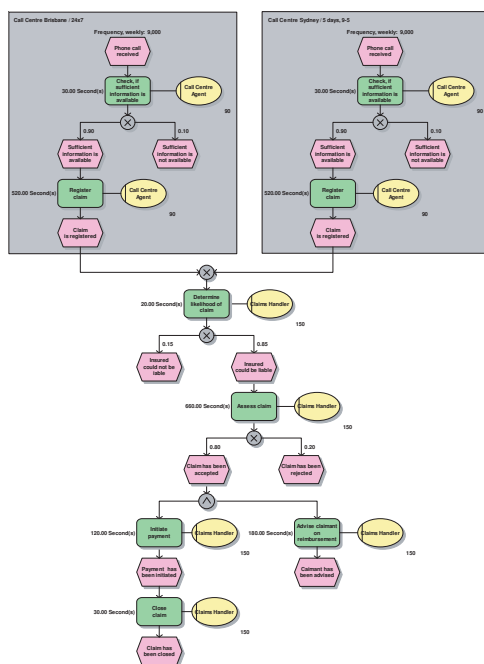 Call Centre Brisbane / 24x7
Frequency, weekly: 9,000
Phone call
received
30.00 Second(s)
Check, if
sufficient
information is
available
Call Centre
Agent
90
0.90
0.10
Sufficient
information is
available
Sufficient
information is
not available
520.00 Second(s)
Register
claim
Call Centre
Agent
90
Claim
is registered
Call Centre Sydney / 5 days, 9-5
Frequency, weekly: 9,000
Phone call
received
30.00 Second(s)
Check, if
sufficient
information is
available
Call Centre
Agent
90
0.90
0.10
Sufficient
information is
available
Sufficient
information is
not available
520.00 Second(s)
Register
claim
Call Centre
Agent
90
Claim
is registered
20.00 Second(s)
Determine
likelihood of
claim
Claims Handler
150
0.15
0.85
Insured
could not be
liable
Insured
could be liable
660.00 Second(s)
Assess claim
Claims Handler
150
0.80
0.20
Claim has been
accepted
Claim has been
rejected
120.00 Second(s)
Initiate
payment
Claims Handler
150
180.00 Second(s)
Advise claimant
on
reimbursement
Claims Handler
150
Payment has
been initiated
Caimant has
been advised
30.00 Second(s)
Close
claim
Claims Handler
150
Claim has
been closed